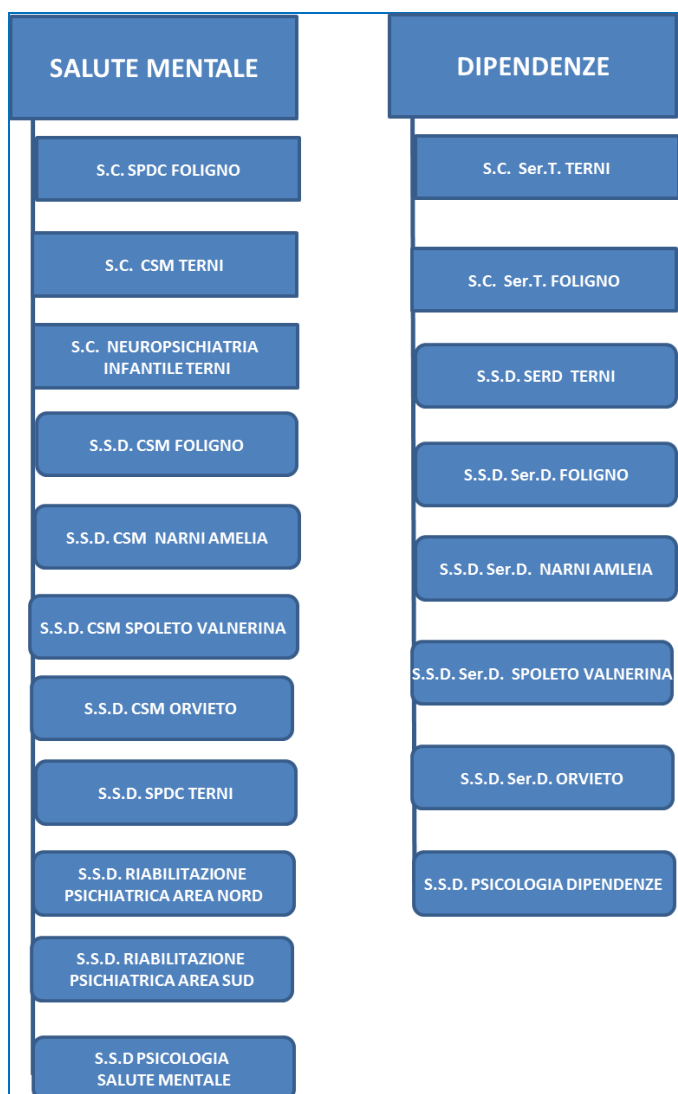 SALUTE MENTALE
S.C. SPDC FOLIGNO
S.C. CSM TERNI
S.C. NEUROPSICHIATRIA
INFANTILE TERNI
S.S.D. CSM FOLIGNO
S.S.D. CSM NARNI AMELIA
S.S.D. CSM SPOLETO VALNERINA
S.S.D. CSM ORVIETO
S.S.D. SPDC TERNI
S.S.D. RIABILITAZIONE
PSICHIATRICA AREA NORD
S.S.D. RIABILITAZIONE
PSICHIATRICA AREA SUD
S.S.D PSICOLOGIA
SALUTE MENTALE
DIPENDENZE
S.C. Ser.T. TERNI
S.C. Ser.T. FOLIGNO
S.S.D. SERD TERNI
S.S.D. Ser.D. FOLIGNO
S.S.D. Ser.D. NARNI AMLEIA
S.S.D. Ser.D. SPOLETO VALNERINA
S.S.D. Ser.D. ORVIETO
S.S.D. PSICOLOGIA DIPENDENZE